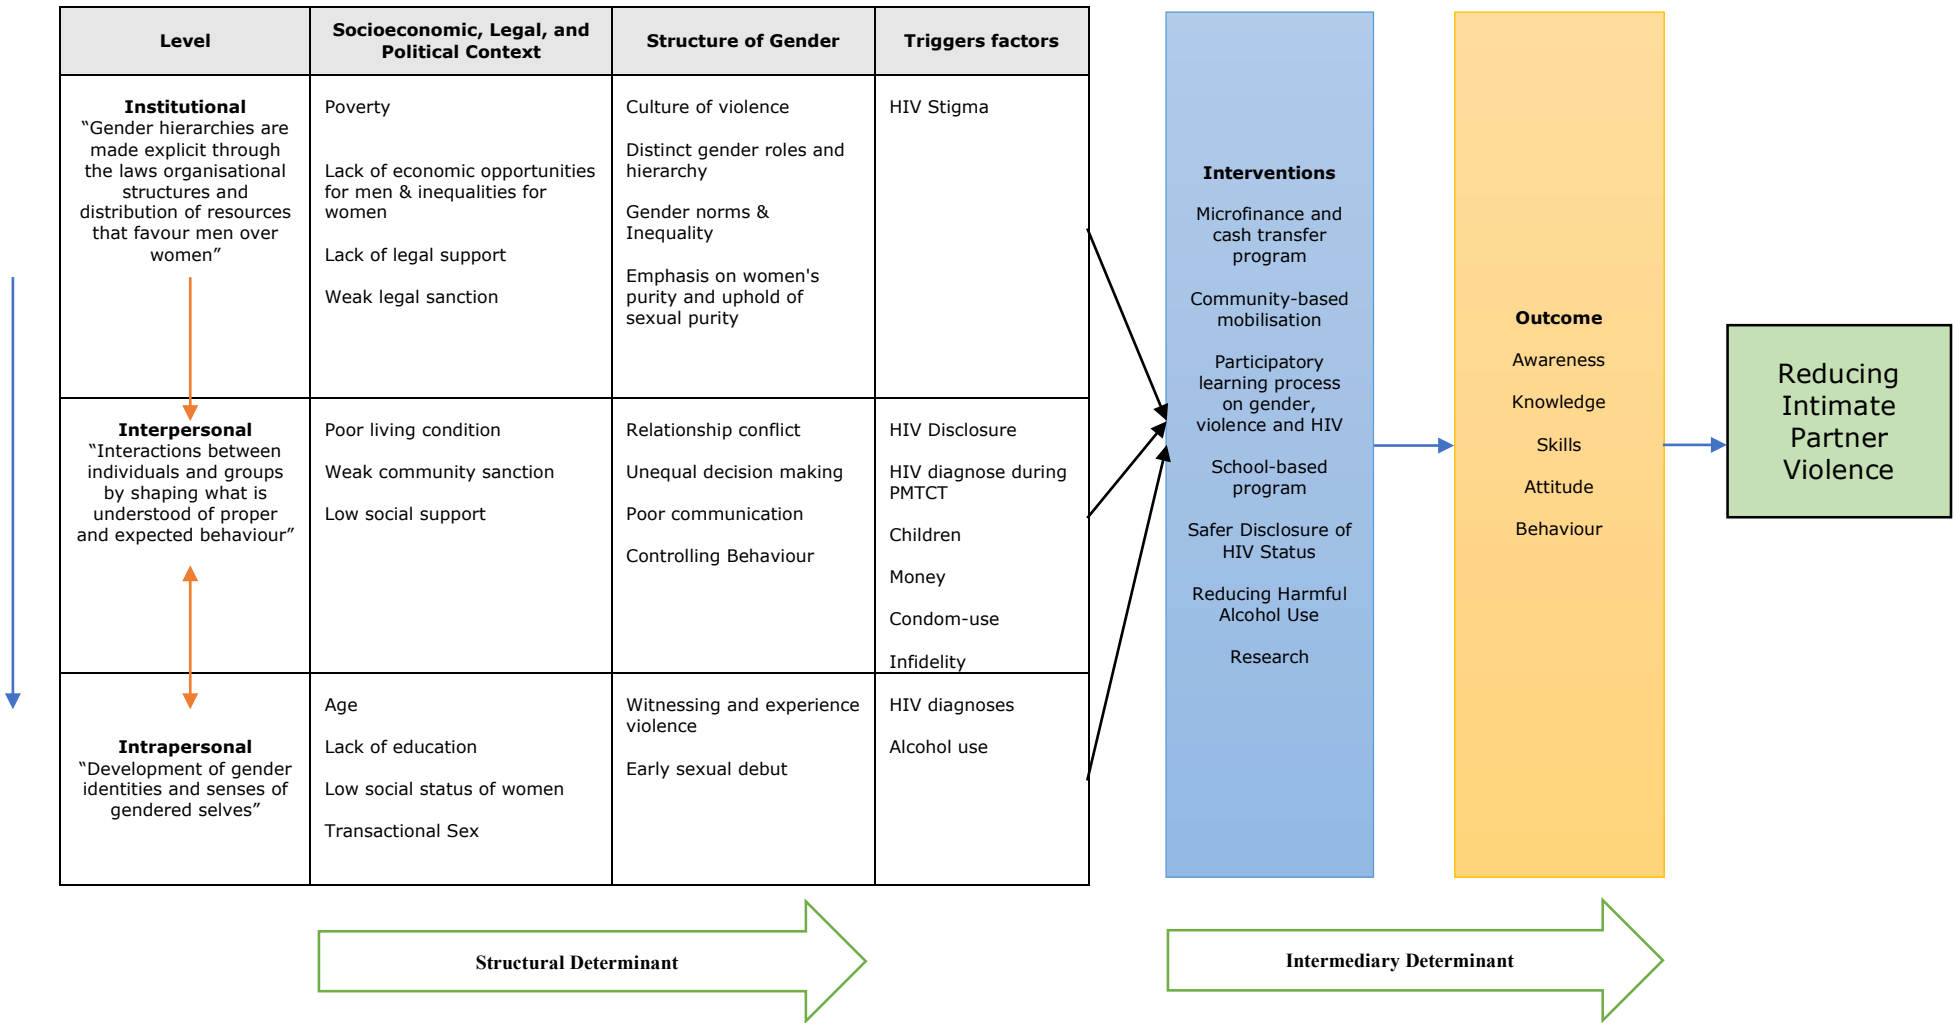 Level
Socioeconomic, Legal, and
Political Context
Structure of Gender
Triggers factors
Institutional
“Gender hierarchies are
made explicit through
the laws organisational
structures and
distribution of resources
that favour men over
women”
Poverty
Lack of economic opportunities
for men & inequalities for
women
Lack of legal support
Weak legal sanction
Culture of violence
Distinct gender roles and
hierarchy
Gender norms &
Inequality
Emphasis on women's
purity and uphold of
sexual purity
HIV Stigma
Interpersonal
“Interactions between
individuals and groups
by shaping what is
understood of proper
and expected behaviour”
Poor living condition
Weak community sanction
Low social support
Relationship conflict
Unequal decision making
Poor communication
Controlling Behaviour
HIV Disclosure
HIV diagnose during
PMTCT
Children
Money
Condom-use
Infidelity
Intrapersonal
“Development of gender
identities and senses of
gendered selves”
Age
Lack of education
Low social status of women
Transactional Sex
Witnessing and experience
violence
Early sexual debut
HIV diagnoses
Alcohol use
Interventions
Microfinance and
cash transfer
program
Community-based
mobilisation
Participatory
learning process
on gender,
violence and HIV
School-based
program
Safer Disclosure of
HIV Status
Reducing Harmful
Alcohol Use
Research
Outcome
Awareness
Knowledge
Skills
Attitude
Behaviour
Reducing
Intimate
Partner
Violence
Structural Determinant
Intermediary Determinant